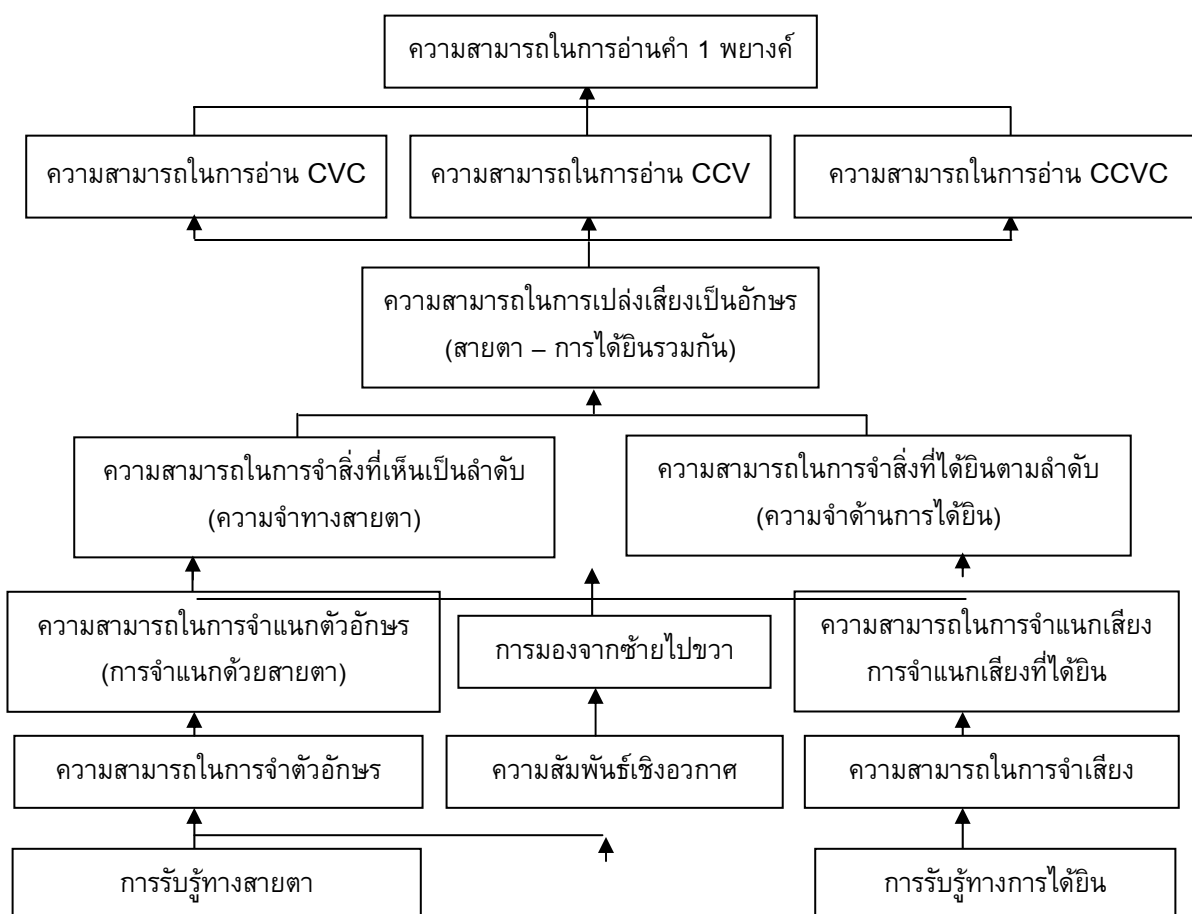 ความสามารถในการอ่านคำ 1 พยางค์
ความสามารถในการอ่าน CVC
ความสามารถในการอ่าน CCV
ความสามารถในการอ่าน CCVC
ความสามารถในการเปล่งเสียงเป็นอักษร
(สายตา – การได้ยินรวมกัน)
ความสามารถในการจำสิ่งที่เห็นเป็นลำดับ
(ความจำทางสายตา)
ความสามารถในการจำสิ่งที่ได้ยินตามลำดับ
(ความจำด้านการได้ยิน)
ความสามารถในการจำแนกตัวอักษร
(การจำแนกด้วยสายตา)
การมองจากซ้ายไปขวา
ความสามารถในการจำแนกเสียง
การจำแนกเสียงที่ได้ยิน
ความสามารถในการจำตัวอักษร
ความสัมพันธ์เชิงอวกาศ
ความสามารถในการจำเสียง
การรับรู้ทางสายตา
การรับรู้ทางการได้ยิน